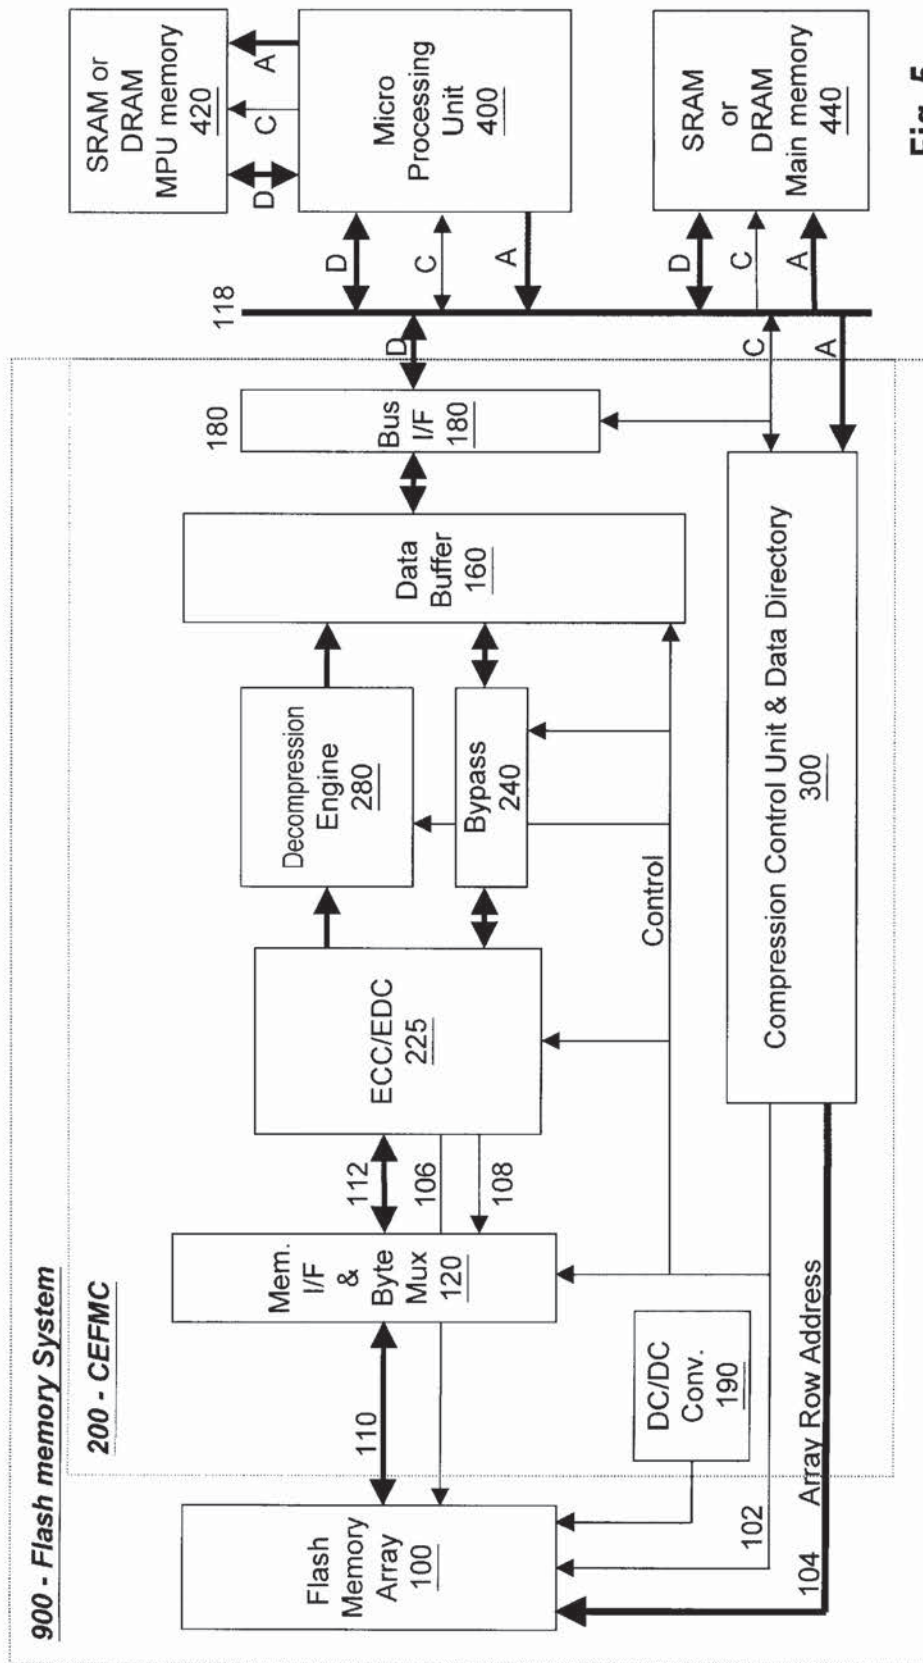 900 - Flash memory System
200 - CEFMC
Flash
Memory
Array
100
110
Mem.
I/F
&
Byte
Mux
120
112
106
108
ECC/EDC
225
Decompression
Engine
280
Bypass
240
Data
Buffer
160
180
Bus
I/F
180
D
118
D
C
A
Micro
Processing
Unit
400
D
C
A
SRAM or
DRAM
MPU memory
420
D
C
A
SRAM
or
DRAM
Main memory
440
C
A
DC/DC
Conv.
190
Control
102
104
Array Row Address
Compression Control Unit & Data Directory
300
Fig. 5